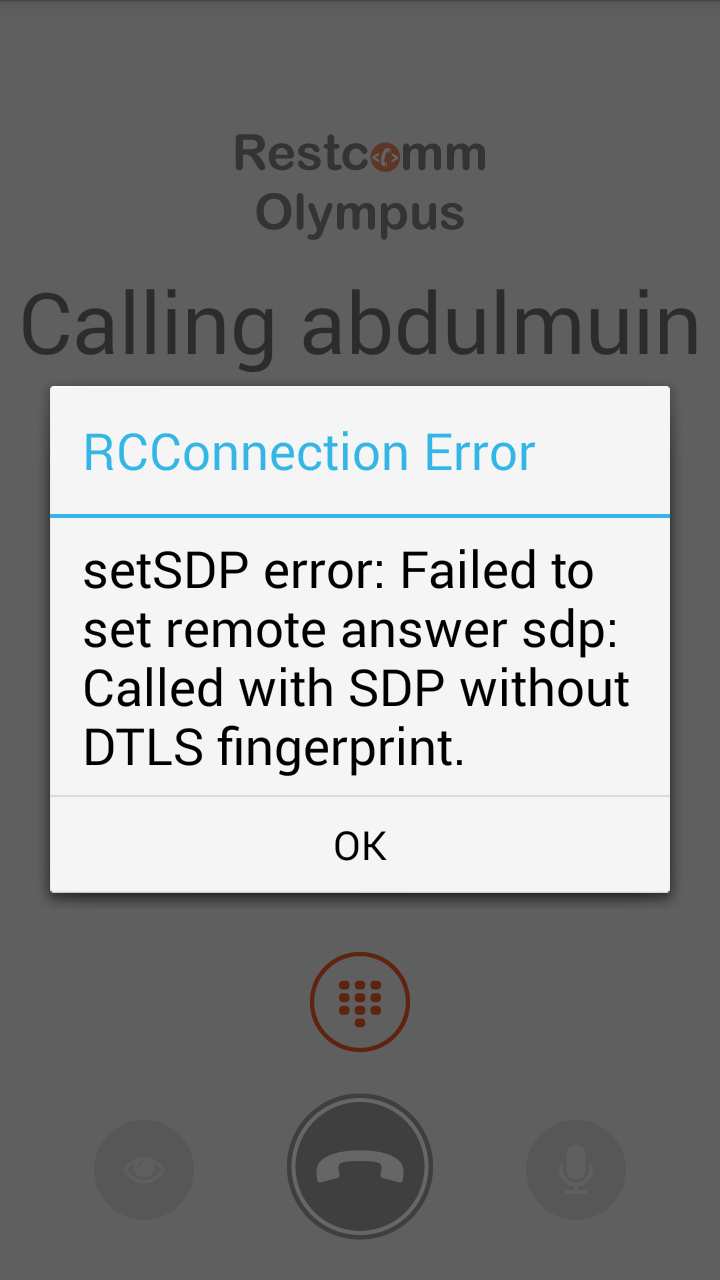 Restcomm
Olympus
Calling abdulmuin
RCConnection Error
setSDP error: Failed to
set remote answer sdp:
Called with SDP without
DTLS fingerprint.
OK